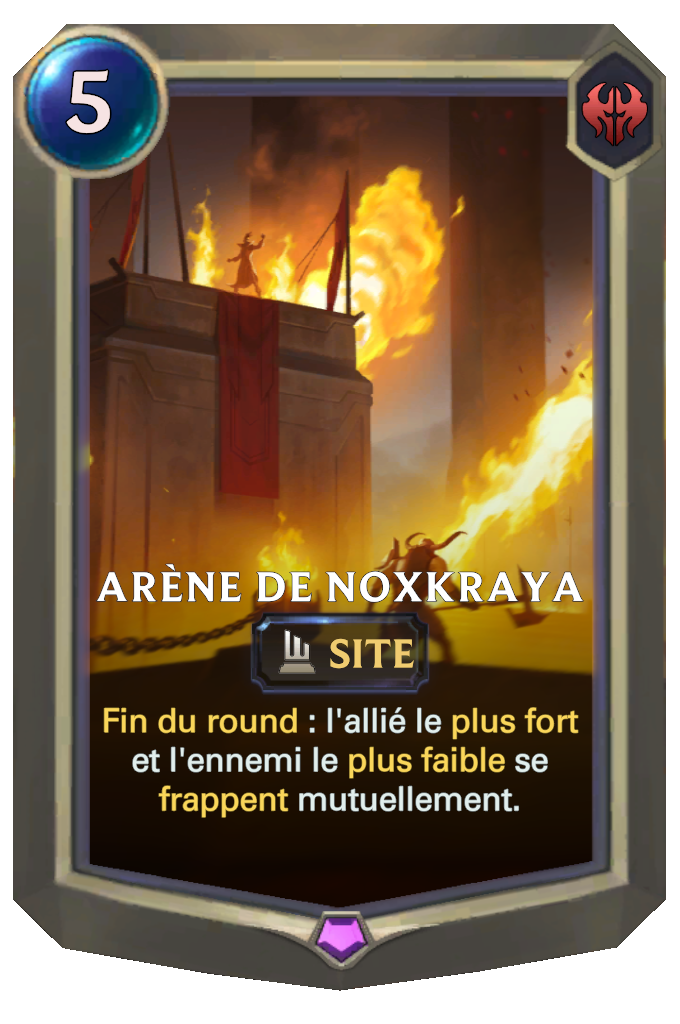 5
ARÈNE DE NOXKRAYA
SITE
Fin du round : l'allié le plus fort
et l'ennemi le plus faible se
frappent mutuellement.